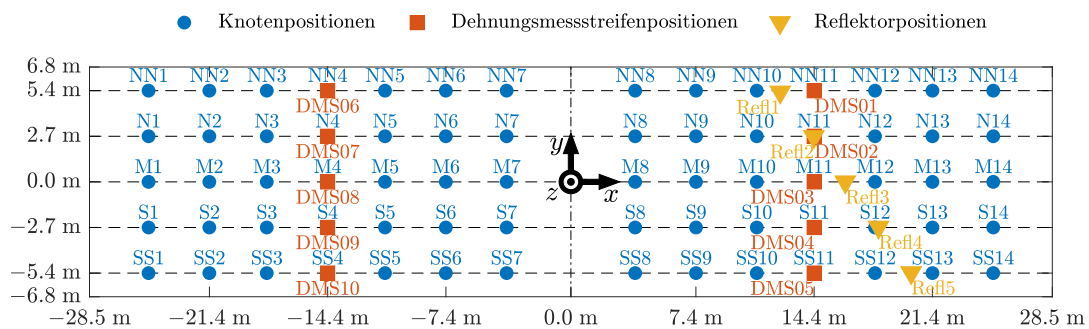 Knotenpositionen Dehnungsmessstreifenpositionen Reflektorpositionen
6.8 m
NN1 NN2 NN3 NN4 NN5 NN6 NN7 NN8 NN9 NN10 NN11 NN12 NN13 NN14
5.4 m
DMS06 Refl1 DMS01
N1 N2 N3 N4 N5 N6 N7 N8 N9 N10 N11 N12 N13 N14
2.7 m
DMS07 y Refl2 DMS02
M1 M2 M3 M4 M5 M6 M7 M8 M9 M10 M11 M12 M13 M14
0.0 m
DMS08 z x DMS03 Refl3
S1 S2 S3 S4 S5 S6 S7 S8 S9 S10 S11 S12 S13 S14
−2.7 m
DMS09 DMS04 Refl4
SS1 SS2 SS3 SS4 SS5 SS6 SS7 SS8 SS9 SS10 SS11 SS12 SS13 SS14
−5.4 m
DMS10 DMS05 Refl5
−6.8 m
−28.5 m −21.4 m −14.4 m −7.4 m 0.0 m 7.4 m 14.4 m 21.4 m 28.5 m